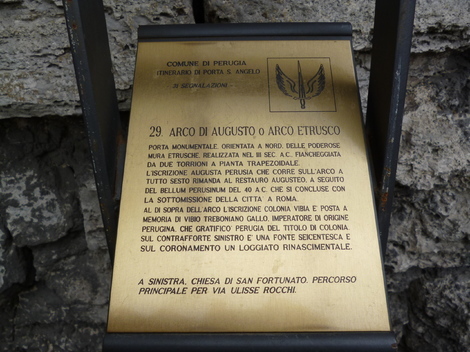 COMUNE DI PERUGIA
ITINERARIO DI PORTA S. ANGELO
29. ARCO DI AUGUSTO O ARCO ETRUSCO
PORTA MONUMENTALE, ORIENTATA A NORD, DELLE PODEROSE
MURA ETRUSCHE, REALIZZATA NEL III SEC. A.C., FIANCHEGGIATA
DA DUE TORRIONI A PIANTA TRAPEZOIDALE.
L'ISCRIZIONE AUGUSTA PERUSIA CHE CORRE SULL'ARCO A
TUTTO SESTO RIMANDA AL RESTAURO AUGUSTEO, A SEGUITO
DEL BELLUM PERUSINUM DEL 40 A.C. CHE SI CONCLUSE CON
LA SOTTOMISSIONE DELLA CITTÀ A ROMA.
AL DI SOPRA DELL'ARCO L'ISCRIZIONE COLONIA VIBIA E' POSTA A
MEMORIA DI VIBIO TREBONIANO GALLO, IMPERATORE DI ORIGINE
PERUGINA, CHE GRATIFICO' PERUGIA DEL TITOLO DI COLONIA.
SUL CONTRAFFORTE SINISTRO E' UNA FONTE SEICENTESCA E
SUL CORONAMENTO UN LOGGIATO RINASCIMENTALE.
A SINISTRA, CHIESA DI SAN FORTUNATO. PERCORSO
PRINCIPALE PER VIA ULISSE ROCCHI.